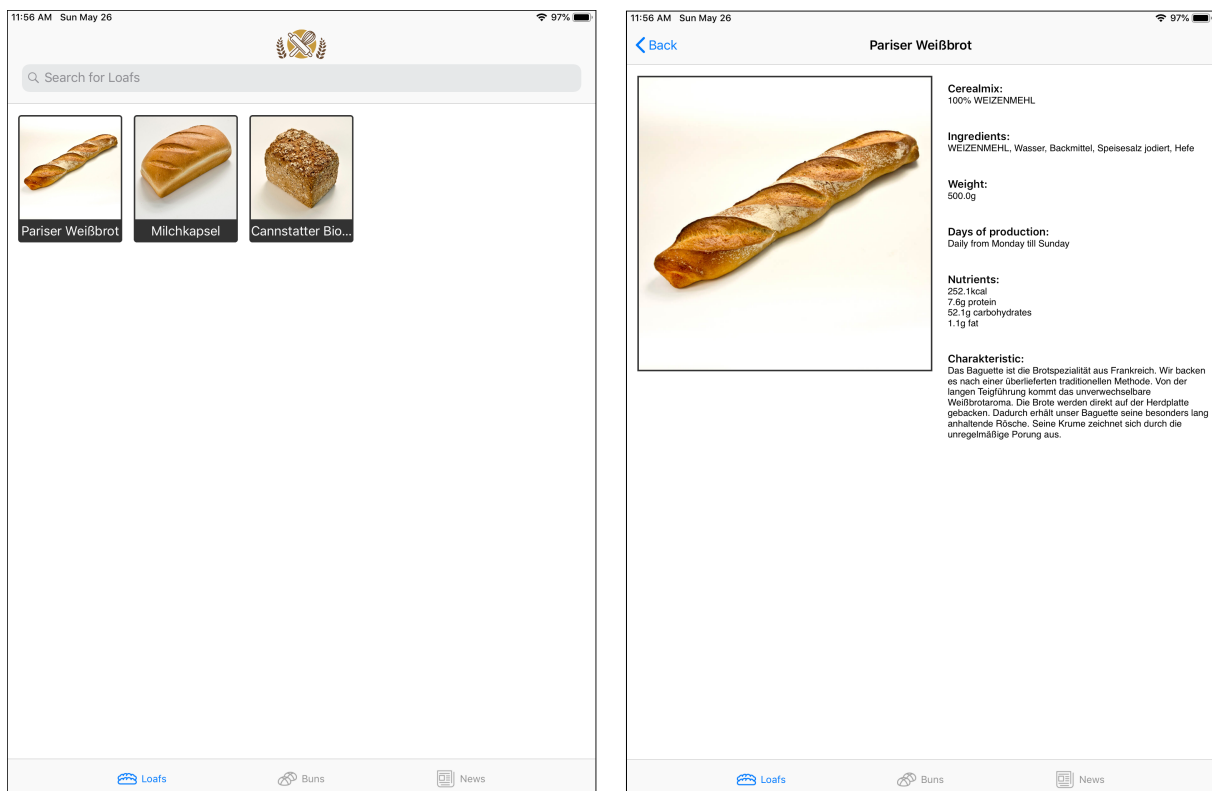 11:56 AM Sun May 26
97%
Search for Loafs
Pariser Weißbrot
Milchkapsel
Cannstatter Bio...
Loafs
Buns
News
11:56 AM Sun May 26
97%
Back
Pariser Weißbrot
Cerealmix:
100% WEIZENMEHL
Ingredients:
WEIZENMEHL, Wasser, Backmittel, Speisesalz jodiert, Hefe
Weight:
500.0g
Days of production:
Daily from Monday till Sunday
Nutrients:
252.1kcal
7.6g protein
52.1g carbohydrates
1.1g fat
Charakteristic:
Das Baguette ist die Brotspezialität aus Frankreich. Wir backen
es nach einer überlieferten traditionellen Methode. Von der
langen Teigführung kommt das unverwechselbare
Weißbrotaroma. Die Brote werden direkt auf der Herdplatte
gebacken. Dadurch erhält unser Baguette seine besonders lang
anhaltende Rösche. Seine Krume zeichnet sich durch die
unregelmäßige Porung aus.
Loafs
Buns
News